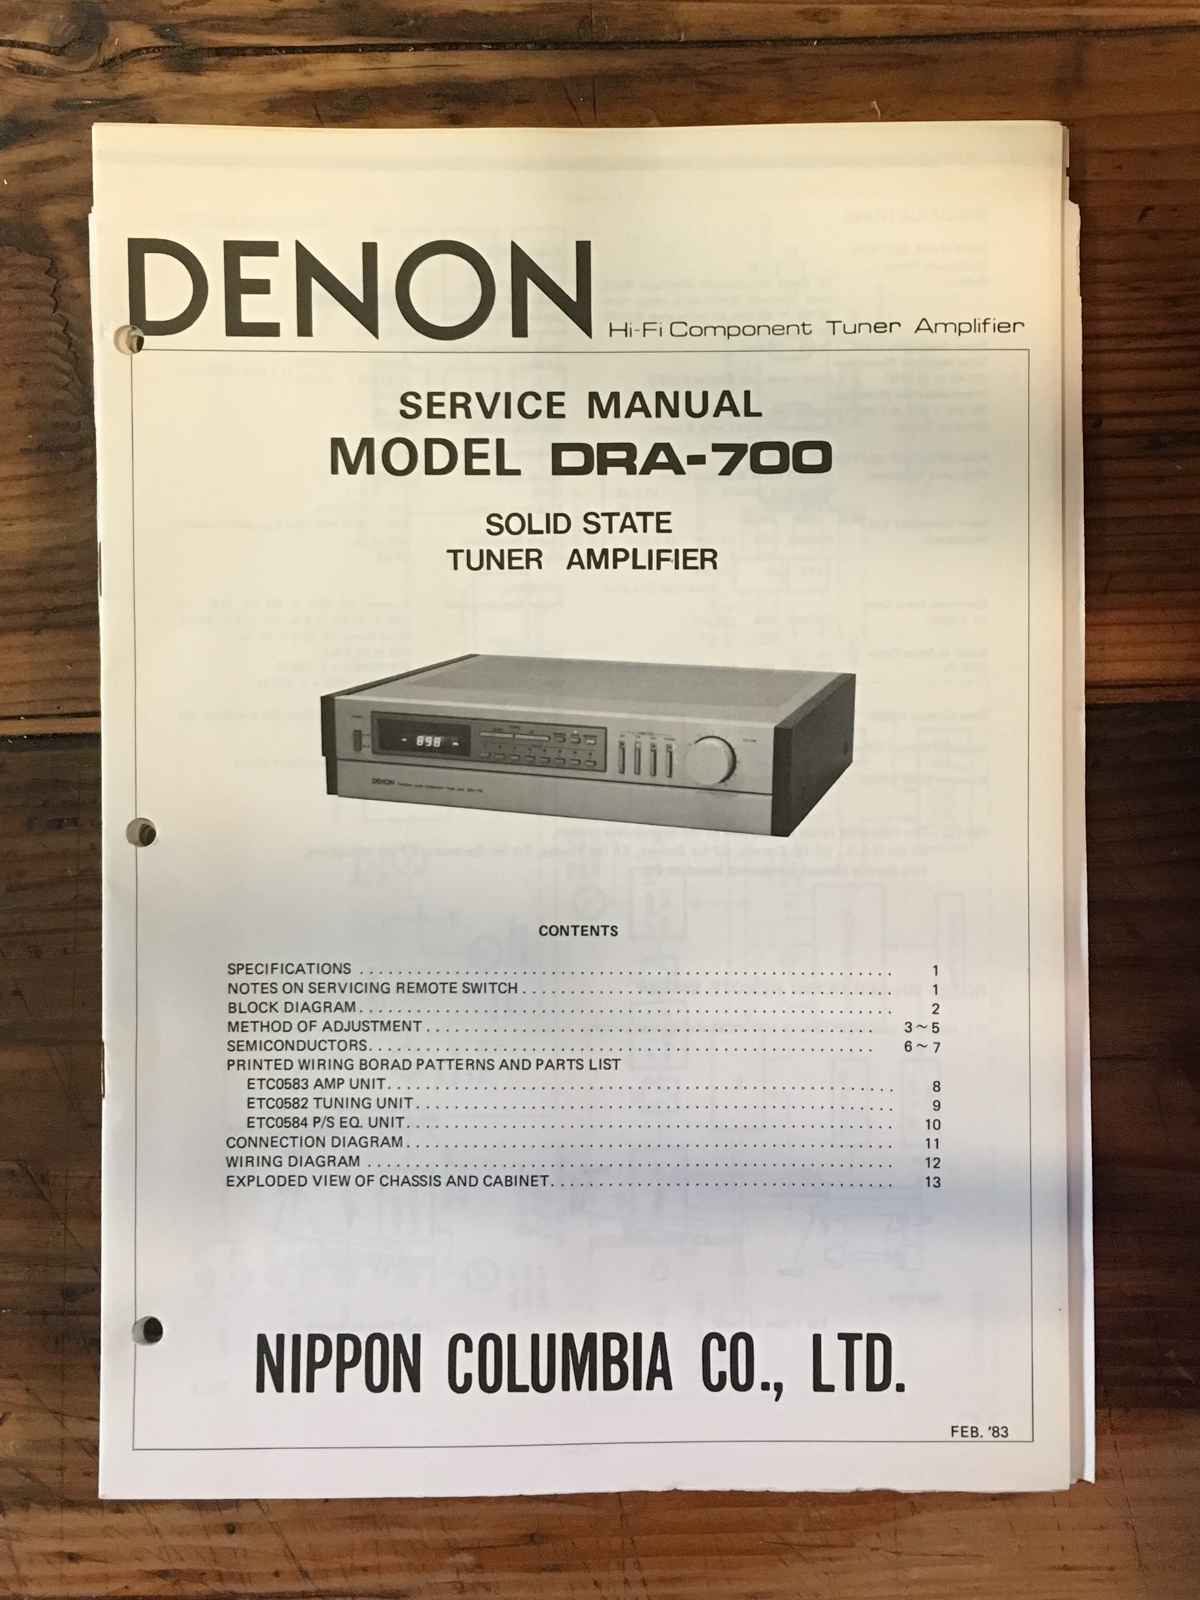 DENON Hi-Fi Component Tuner Amplifier
SERVICE MANUAL
MODEL DRA-700
SOLID STATE
TUNER AMPLIFIER
898
DENON
CONTENTS
SPECIFICATIONS . . . . . . . . . . 1
NOTES ON SERVICING REMOTE SWITCH . . . . . . . . . . 1
BLOCK DIAGRAM . . . . . . . . . . 2
METHOD OF ADJUSTMENT . . . . . . . . . . 3~5
SEMICONDUCTORS . . . . . . . . . . 6~7
PRINTED WIRING BORAD PATTERNS AND PARTS LIST
ETC0583 AMP UNIT . . . . . . . . . . 8
ETC0582 TUNING UNIT . . . . . . . . . . 9
ETC0584 P/S EQ. UNIT . . . . . . . . . . 10
CONNECTION DIAGRAM . . . . . . . . . . 11
WIRING DIAGRAM . . . . . . . . . . 12
EXPLODED VIEW OF CHASSIS AND CABINET . . . . . . . . . . 13
NIPPON COLUMBIA CO., LTD.
FEB. '83